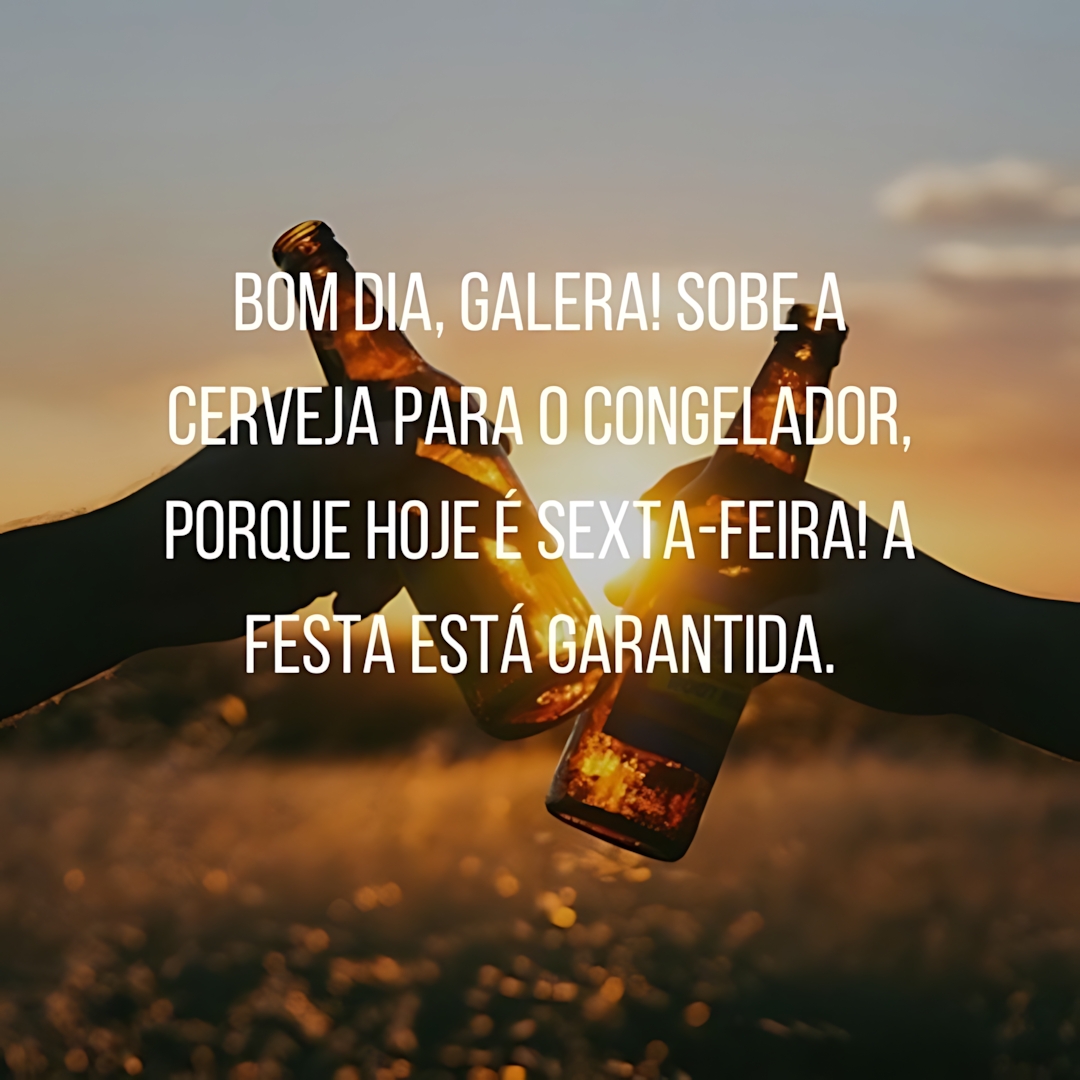 BOM DIA, GALERA! SOBE A
CERVEJA PARA O CONGELADOR,
PORQUE HOJE É SEXTA-FEIRA! A
FESTA ESTÁ GARANTIDA.